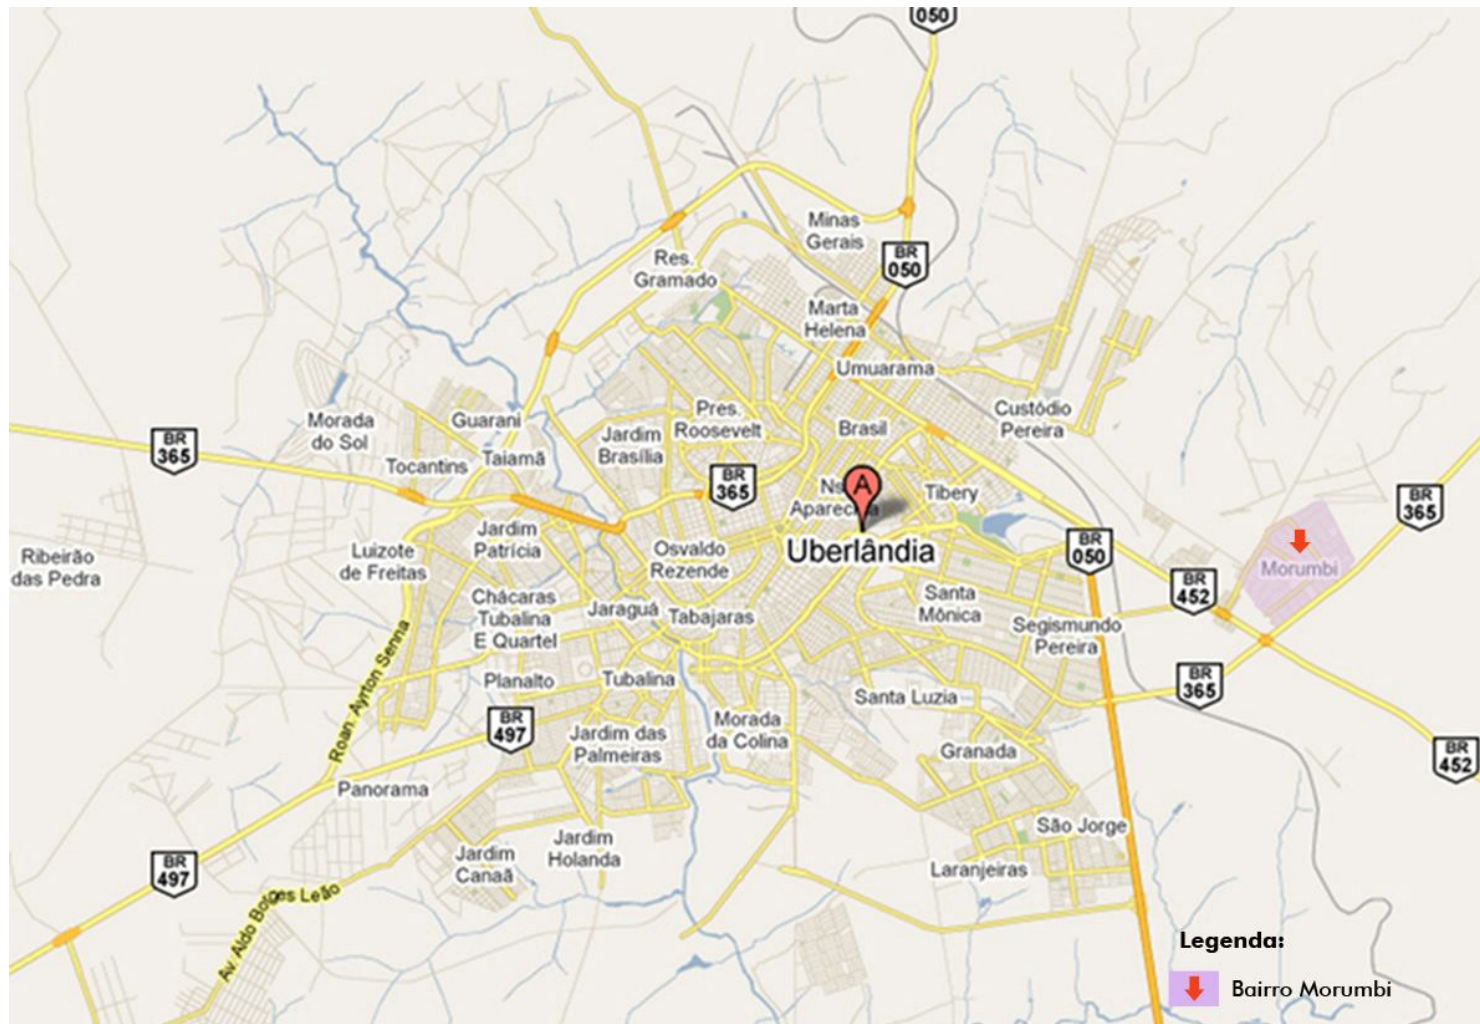 050
Minas
Gerais
BR
050
Res.
Gramado
Marta
Helena
Umuarama
Morada
do Sol
Guarani
Pres.
Roosevelt
Custódio
Pereira
Brasil
Jardim
Brasília
BR
365
Tocantins
Taiamã
BR
365
A
Tibery
BR
365
Jardim
Patrícia
Luizote
de Freitas
Ribeirão
das Pedra
Osvaldo
Rezende
Uberlândia
BR
050
Morumbi
BR
452
Chácaras
Tubalina
E Quartel
Jaraguá
Tabajaras
Santa
Mônica
Segismundo
Pereira
Roan. Ayrton Senna
Planalto
Tubalina
Santa Luzia
BR
365
BR
497
Jardim das
Palmeiras
Morada
da Colina
Granada
BR
452
Panorama
São Jorge
Jardim
Canaã
Jardim
Holanda
Laranjeiras
BR
497
Av. Aldo Borges Leão
Legenda:
Bairro Morumbi